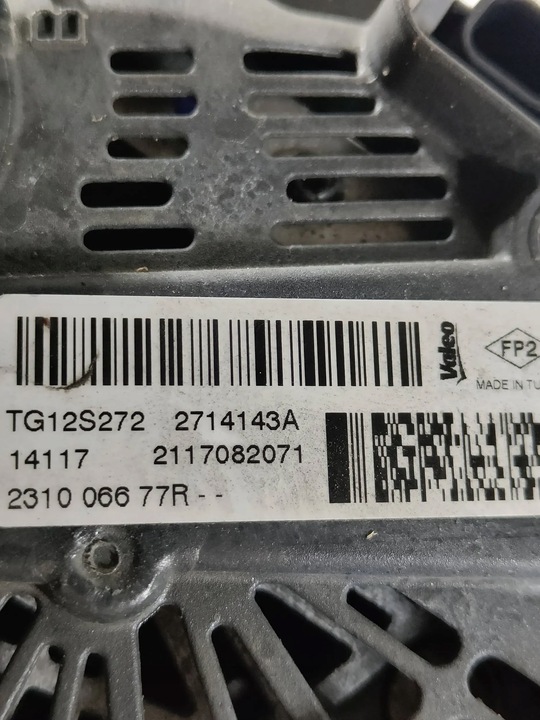 Valeo
FP2
MADE IN TU
TG12S272 2714143A
14117 2117082071
2310 066 77R - -